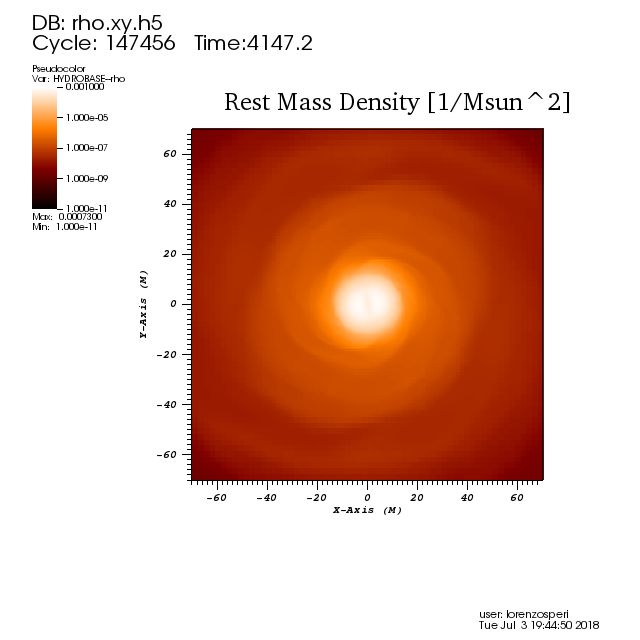 DB: rho.xy.h5
Cycle: 147456 Time:4147.2
Pseudocolor
Var: HYDROBASE--rho
0.001000
1.000e-05
1.000e-07
1.000e-09
1.000e-11
Max: 0.0007300
Min: 1.000e-11
Rest Mass Density [1/Msun^2]
60
40
20
0
-20
-40
-60
Y-Axis (M)
-60 -40 -20 0 20 40 60
X-Axis (M)
user: lorenzosperi
Tue Jul 3 19:44:50 2018